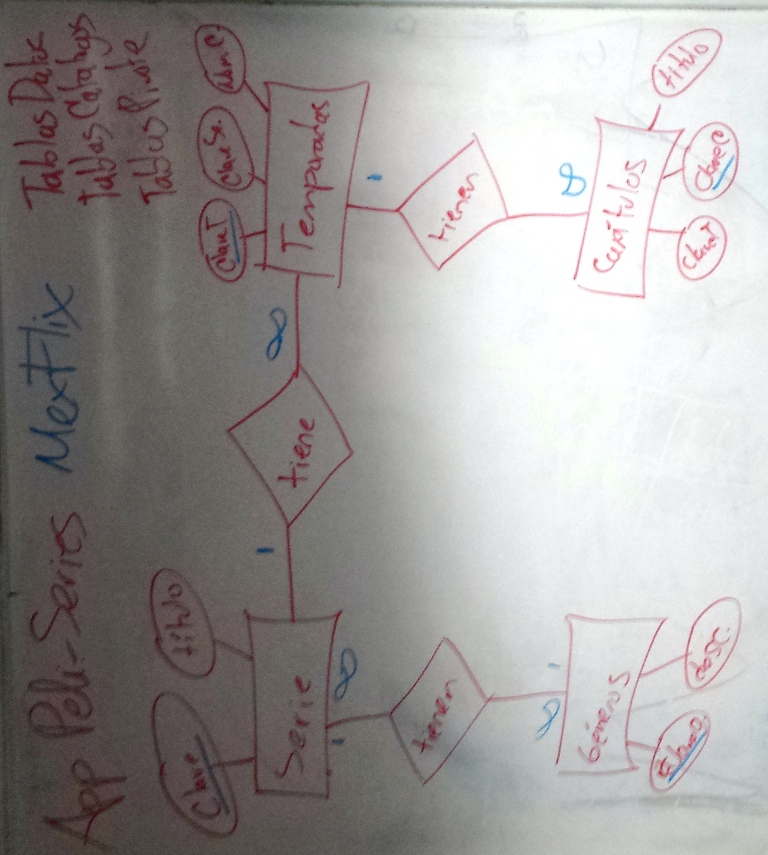 App Peli-Series MexFlix
Tablas Datos
Tablas Catalogos
Tablas Pivote
Clave
titulo
ClaveT
ClaveSe.
Num C.
Serie
1
tiene
∞
Temporadas
1 ∞
1
tienen
tienen
∞ 1
∞
Géneros
Capítulos
ClaveG.
desc.
ClaveT
ClaveC
titulo